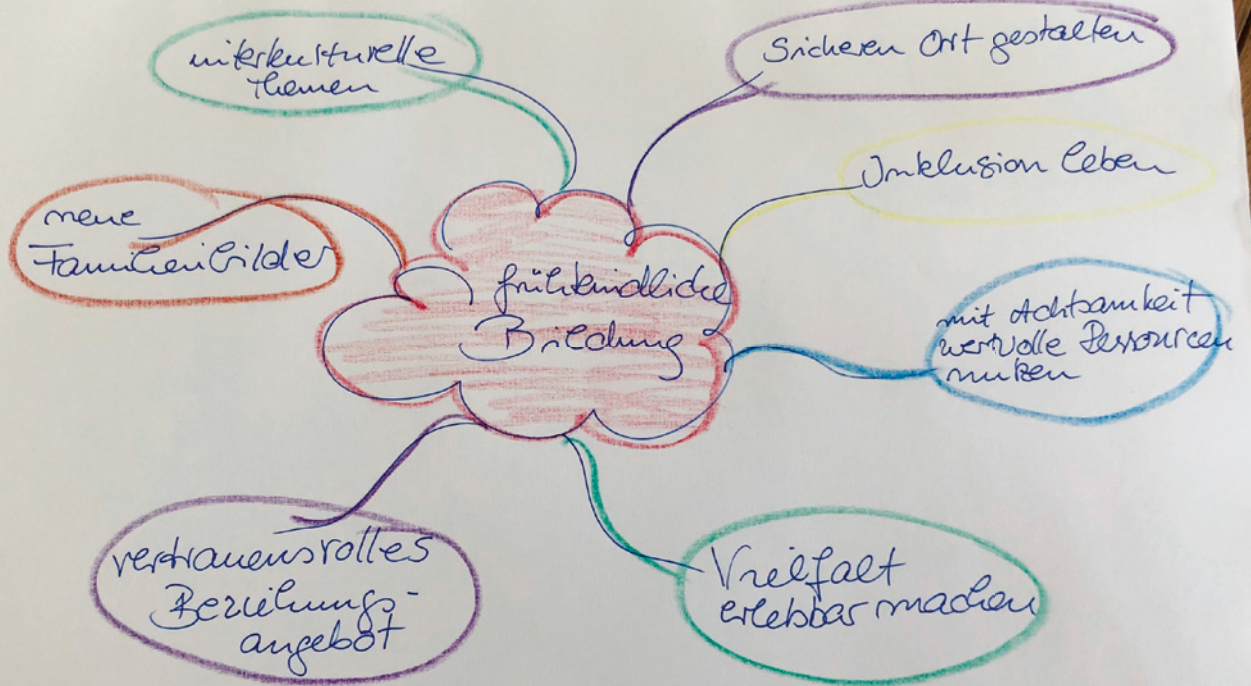 interkulturelle
Themen
Sicheren Ort gestalten
Inklusion leben
neue
Familienbilder
frühkindliche
Bildung
mit Achtsamkeit
wertvolle Ressourcen
nutzen
vertrauensvolles
Beziehungs-
angebot
Vielfalt
erlebbar machen